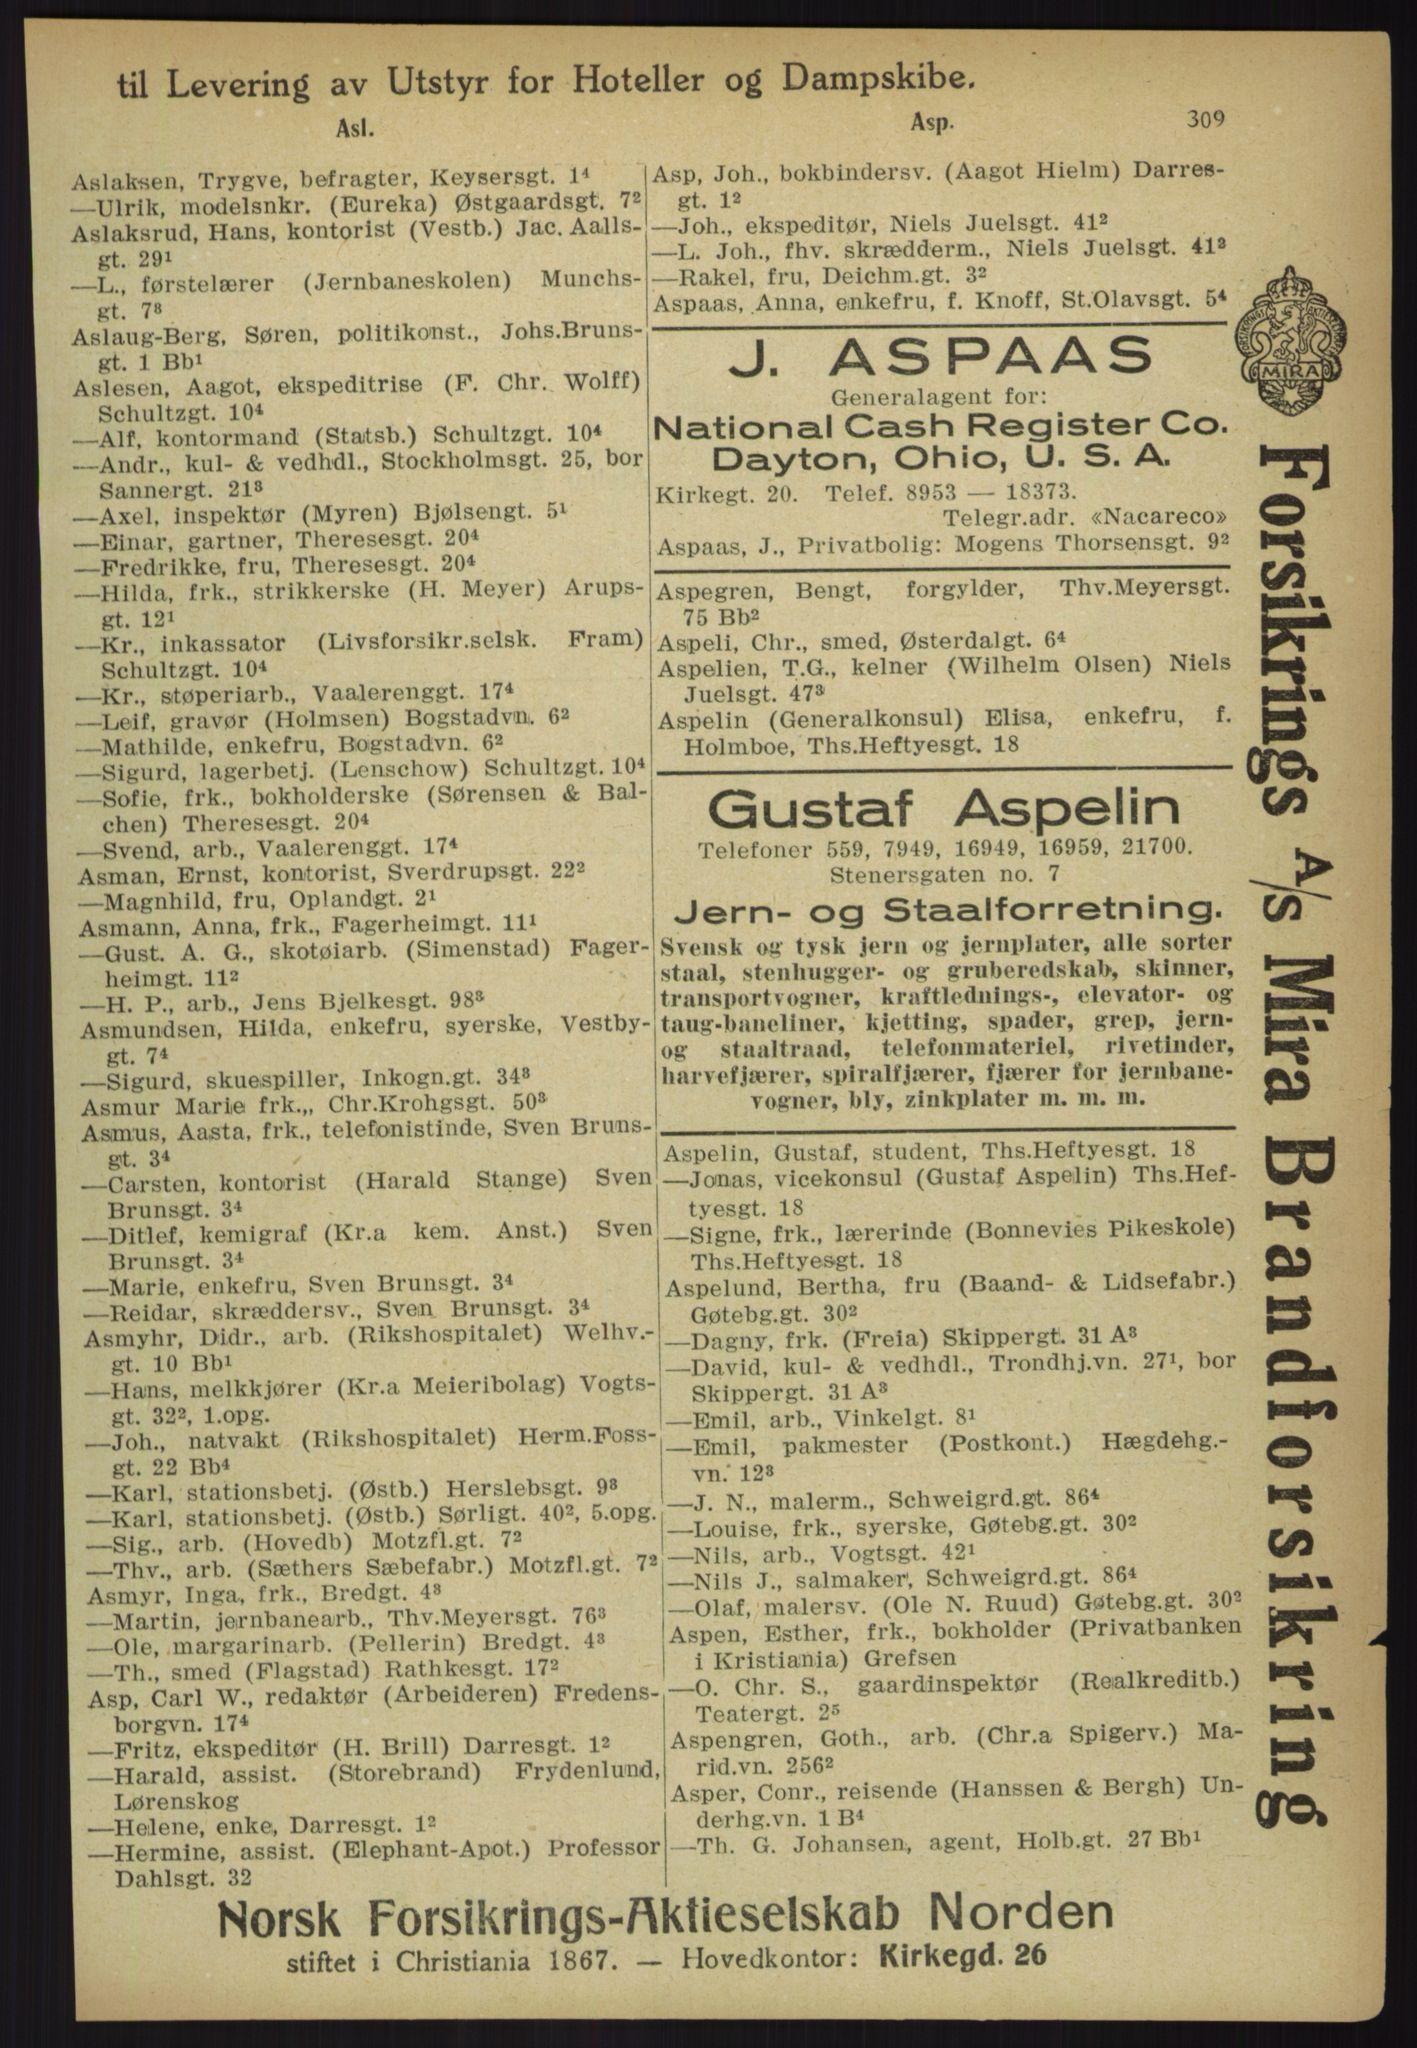 til Levering av Utstyr for Hoteller og Dampskibe.
Asl.
Asp.
309
Aslaksen, Trygve, befragter, Keysersgt. 1⁴
—Ulrik, modelsnkr. (Eureka) Østgaardsgt. 7²
Aslaksrud, Hans, kontorist (Vestb.) Jac. Aalls-
gt. 29¹
—L., førstelærer (Jernbaneskolen) Munchs-
gt. 7³
Aslaug-Berg, Søren, politikonst., Johs.Bruns-
gt. 1 Bb¹
Aslesen, Aagot, ekspeditrise (F. Chr. Wolff)
Schultzgt. 10⁴
—Alf, kontormand (Statsb.) Schultzgt. 10⁴
—Andr., kul- & vedhdl., Stockholmsgt. 25, bor
Sannergt. 21³
—Axel, inspektør (Myren) Bjølsengt. 5¹
—Einar, gartner, Theresesgt. 20⁴
—Fredrikke, fru, Theresesgt. 20⁴
—Hilda, frk., strikkerske (H. Meyer) Arups-
gt. 12¹
—Kr., inkassator (Livsforsikr.selsk. Fram)
Schultzgt. 10⁴
—Kr., støperiarb., Vaalerenggt. 17⁴
—Leif, gravør (Holmsen) Bogstadvn. 6²
—Mathilde, enkefru, Bogstadvn. 6²
—Sigurd, lagerbetj. (Lenschow) Schultzgt. 10⁴
—Sofie, frk., bokholderske (Sørensen & Bal-
chen) Theresesgt. 20⁴
—Svend, arb., Vaalerenggt. 17⁴
Asman, Ernst, kontorist, Sverdrupsgt. 22²
—Magnhild, fru, Oplandgt. 2¹
Asmann, Anna, frk., Fagerheimgt. 11¹
—Gust. A. G., skotøiarb. (Simenstad) Fager-
heimgt. 11²
—H. P., arb., Jens Bjelkesgt. 98³
Asmundsen, Hilda, enkefru, syerske, Vestby-
gt. 7⁴
—Sigurd, skuespiller, Inkogn.gt. 34³
Asmur Marie frk.,, Chr.Krohgsgt. 50³
Asmus, Aasta, frk., telefonistinde, Sven Bruns-
gt. 3⁴
—Carsten, kontorist (Harald Stange) Sven
Brunsgt. 3⁴
—Ditlef, kemigraf (Kr.a kem. Anst.) Sven
Brunsgt. 3⁴
—Marie, enkefru, Sven Brunsgt. 3⁴
—Reidar, skræddersv., Sven Brunsgt. 3⁴
Asmyhr, Didr., arb. (Rikshospitalet) Welhv.-
gt. 10 Bb¹
—Hans, melkkjører (Kr.a Meieribolag) Vogts-
gt. 32², 1.opg.
—Joh., natvakt (Rikshospitalet) Herm.Foss-
gt. 22 Bb⁴
—Karl, stationsbetj. (Østb.) Herslebsgt. 9³
—Karl, stationsbetj. (Østb.) Sørligt. 40², 5.opg.
—Sig., arb. (Hovedb) Motzfl.gt. 7²
—Thv., arb. (Sæthers Sæbefabr.) Motzfl.gt. 7²
Asmyr, Inga, frk., Bredgt. 4³
—Martin, jernbanearb., Thv.Meyersgt. 76³
—Ole, margarinarb. (Pellerin) Bredgt. 4³
—Th., smed (Flagstad) Rathkesgt. 17²
Asp, Carl W., redaktør (Arbeideren) Fredens-
borgvn. 17⁴
—Fritz, ekspeditør (H. Brill) Darresgt. 1²
—Harald, assist. (Storebrand) Frydenlund,
Lørenskog
—Helene, enke, Darresgt. 1²
—Hermine, assist. (Elephant-Apot.) Professor
Dahlsgt. 32
Asp, Joh., bokbindersv. (Aagot Hielm) Darres-
gt. 1²
—Joh., ekspeditør, Niels Juelsgt. 41²
—L. Joh., fhv. skrædderm., Niels Juelsgt. 41²
—Rakel, fru, Deichm.gt. 3²
Aspaas, Anna, enkefru, f. Knoff, St.Olavsgt. 5⁴
J. ASPAAS
Generalagent for:
National Cash Register Co.
Dayton, Ohio, U. S. A.
Kirkegt. 20. Telef. 8953 — 18373.
Telegr.adr. «Nacareco»
Aspaas, J., Privatbolig: Mogens Thorsensgt. 9²
Aspegren, Bengt, forgylder, Thv.Meyersgt.
75 Bb²
Aspeli, Chr., smed, Østerdalgt. 6⁴
Aspelien, T.G., kelner (Wilhelm Olsen) Niels
Juelsgt. 47³
Aspelin (Generalkonsul) Elisa, enkefru, f.
Holmboe, Ths.Heftyesgt. 18
Gustaf Aspelin
Telefoner 559, 7949, 16949, 16959, 21700.
Stenersgaten no. 7
Jern- og Staalforretning.
Svensk og tysk jern og jernplater, alle sorter
staal, stenhugger- og gruberedskab, skinner,
transportvogner, kraftlednings-, elevator- og
taug-baneliner, kjetting, spader, grep, jern-
og staaltraad, telefonmateriel, rivetinder,
harvefjærer, spiralfjærer, fjærer for jernbane-
vogner, bly, zinkplater m. m. m.
Aspelin, Gustaf, student, Ths.Heftyesgt. 18
—Jonas, vicekonsul (Gustaf Aspelin) Ths.Hef-
tyesgt. 18
—Signe, frk., lærerinde (Bonnevies Pikeskole)
Ths.Heftyesgt. 18
Aspelund, Bertha, fru (Baand- & Lidsefabr.)
Gøtebg.gt. 30²
—Dagny, frk. (Freia) Skippergt. 31 A³
—David, kul- & vedhdl., Trondhj.vn. 27¹, bor
Skippergt. 31 A³
—Emil, arb., Vinkelgt. 8¹
—Emil, pakmester (Postkont.) Hægdehg.-
vn. 12³
—J. N., malerm., Schweigrd.gt. 86⁴
—Louise, frk., syerske, Gøtebg.gt. 30²
—Nils, arb., Vogtsgt. 42¹
—Nils J., salmaker, Schweigrd.gt. 86⁴
—Olaf, malersv. (Ole N. Ruud) Gøtebg.gt. 30²
Aspen, Esther, frk., bokholder (Privatbanken
i Kristiania) Grefsen
—O. Chr. S., gaardinspektør (Realkreditb.)
Teatergt. 2⁵
Aspengren, Goth., arb. (Chr.a Spigerv.) Ma-
rid.vn. 256²
Asper, Conr., reisende (Hanssen & Bergh) Un-
derhg.vn. 1 B⁴
—Th. G. Johansen, agent, Holb.gt. 27 Bb¹
MIRA
Forsikrings A/s Mira Brandforsikring
Norsk Forsikrings-Aktieselskab Norden
stiftet i Christiania 1867. — Hovedkontor: Kirkegd. 26